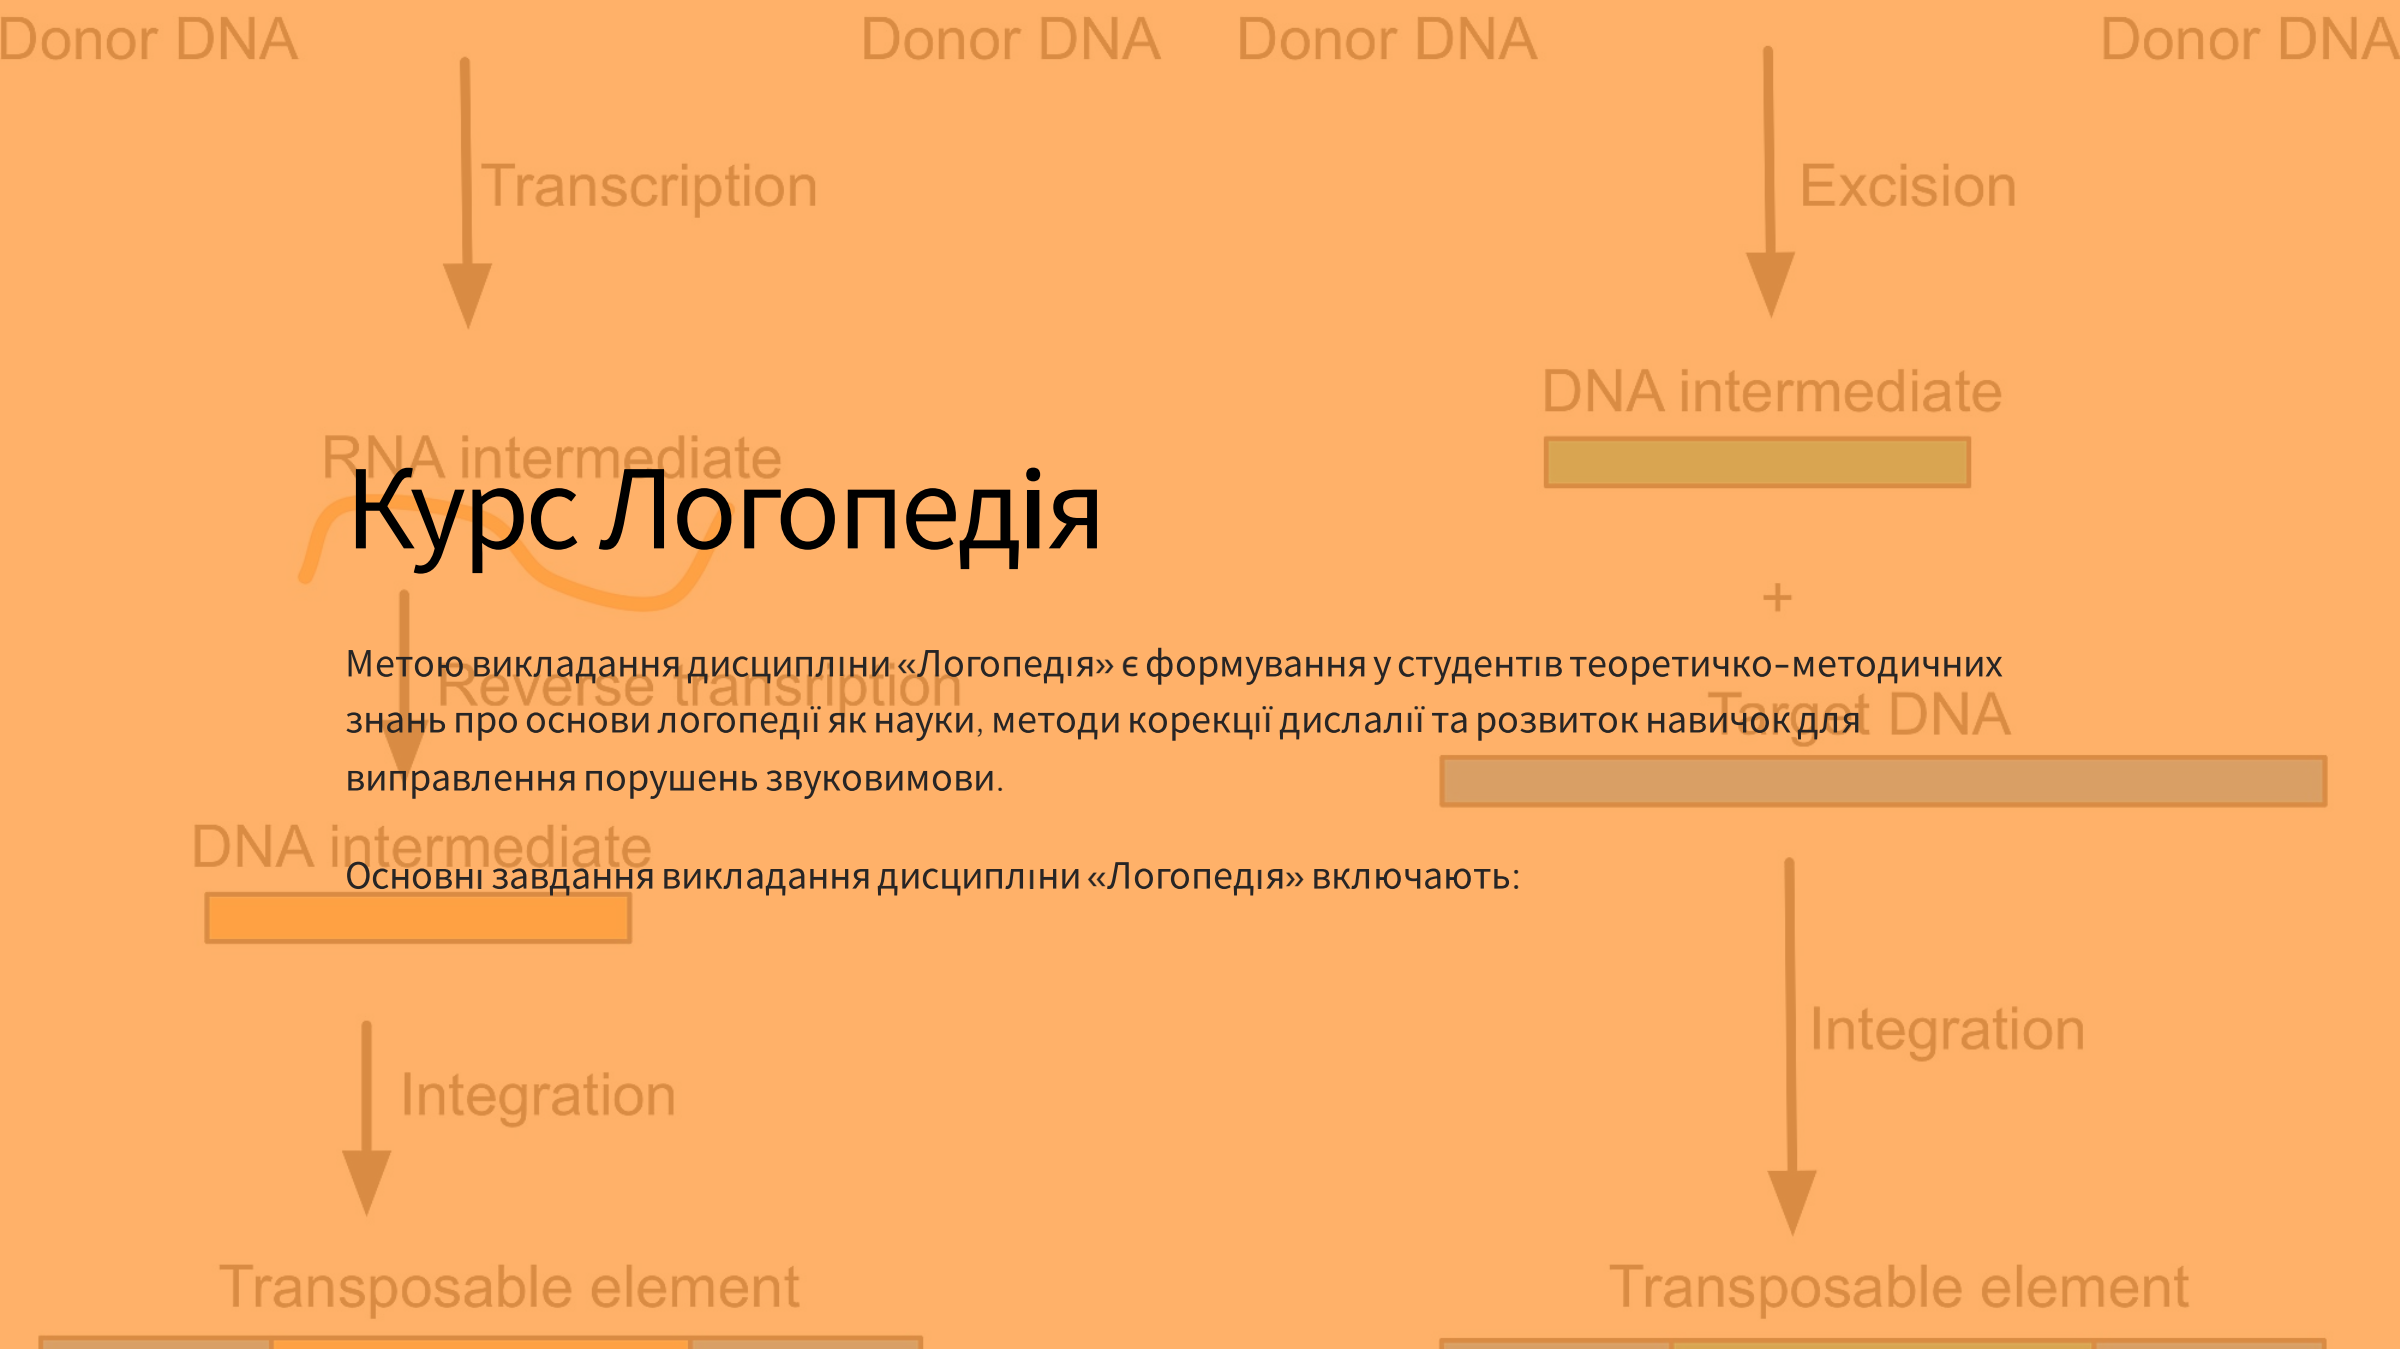 Donor DNA Donor DNA Donor DNA Donor DNA
Transcription Excision
DNA intermediate
RNA intermediate
Курс Логопедія
+
Метою викладання дисципліни «Логопедія» є формування у студентів теоретичко-методичних
Reverse transription
знань про основи логопедії як науки, методи корекції дислалії та розвиток навичок для
Target DNA
виправлення порушень звуковимови.
DNA intermediate
Основні завдання викладання дисципліни «Логопедія» включають:
Integration
Integration
Transposable element Transposable element